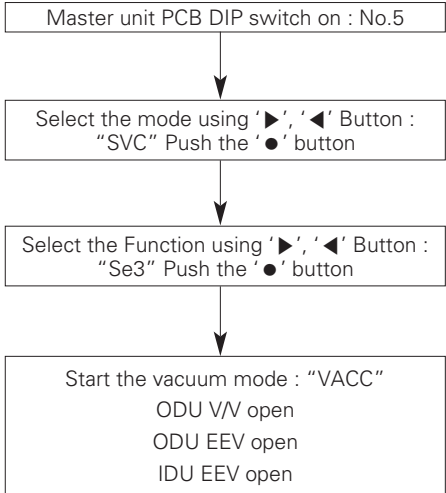 Master unit PCB DIP switch on : No.5
Select the mode using ‘▶’, ‘◀’ Button :
“SVC” Push the ‘●’ button
Select the Function using ‘▶’, ‘◀’ Button :
“Se3” Push the ‘●’ button
Start the vacuum mode : “VACC”
ODU V/V open
ODU EEV open
IDU EEV open